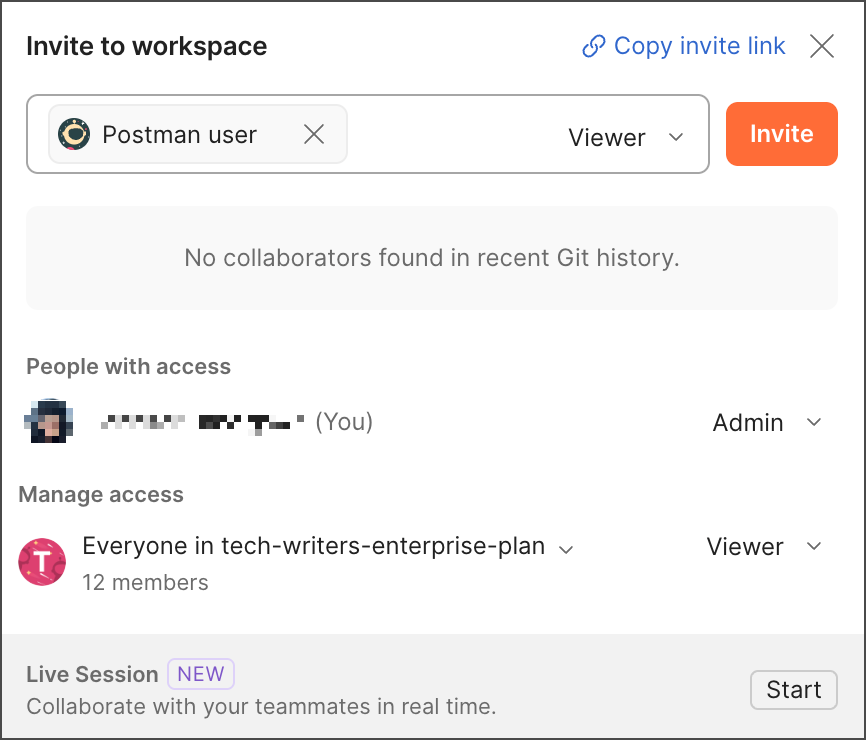 Invite to workspace
Copy invite link
Postman user
Viewer
Invite
No collaborators found in recent Git history.
People with access
(You)
Admin
Manage access
T
Everyone in tech-writers-enterprise-plan
Viewer
12 members
Live Session NEW
Collaborate with your teammates in real time.
Start